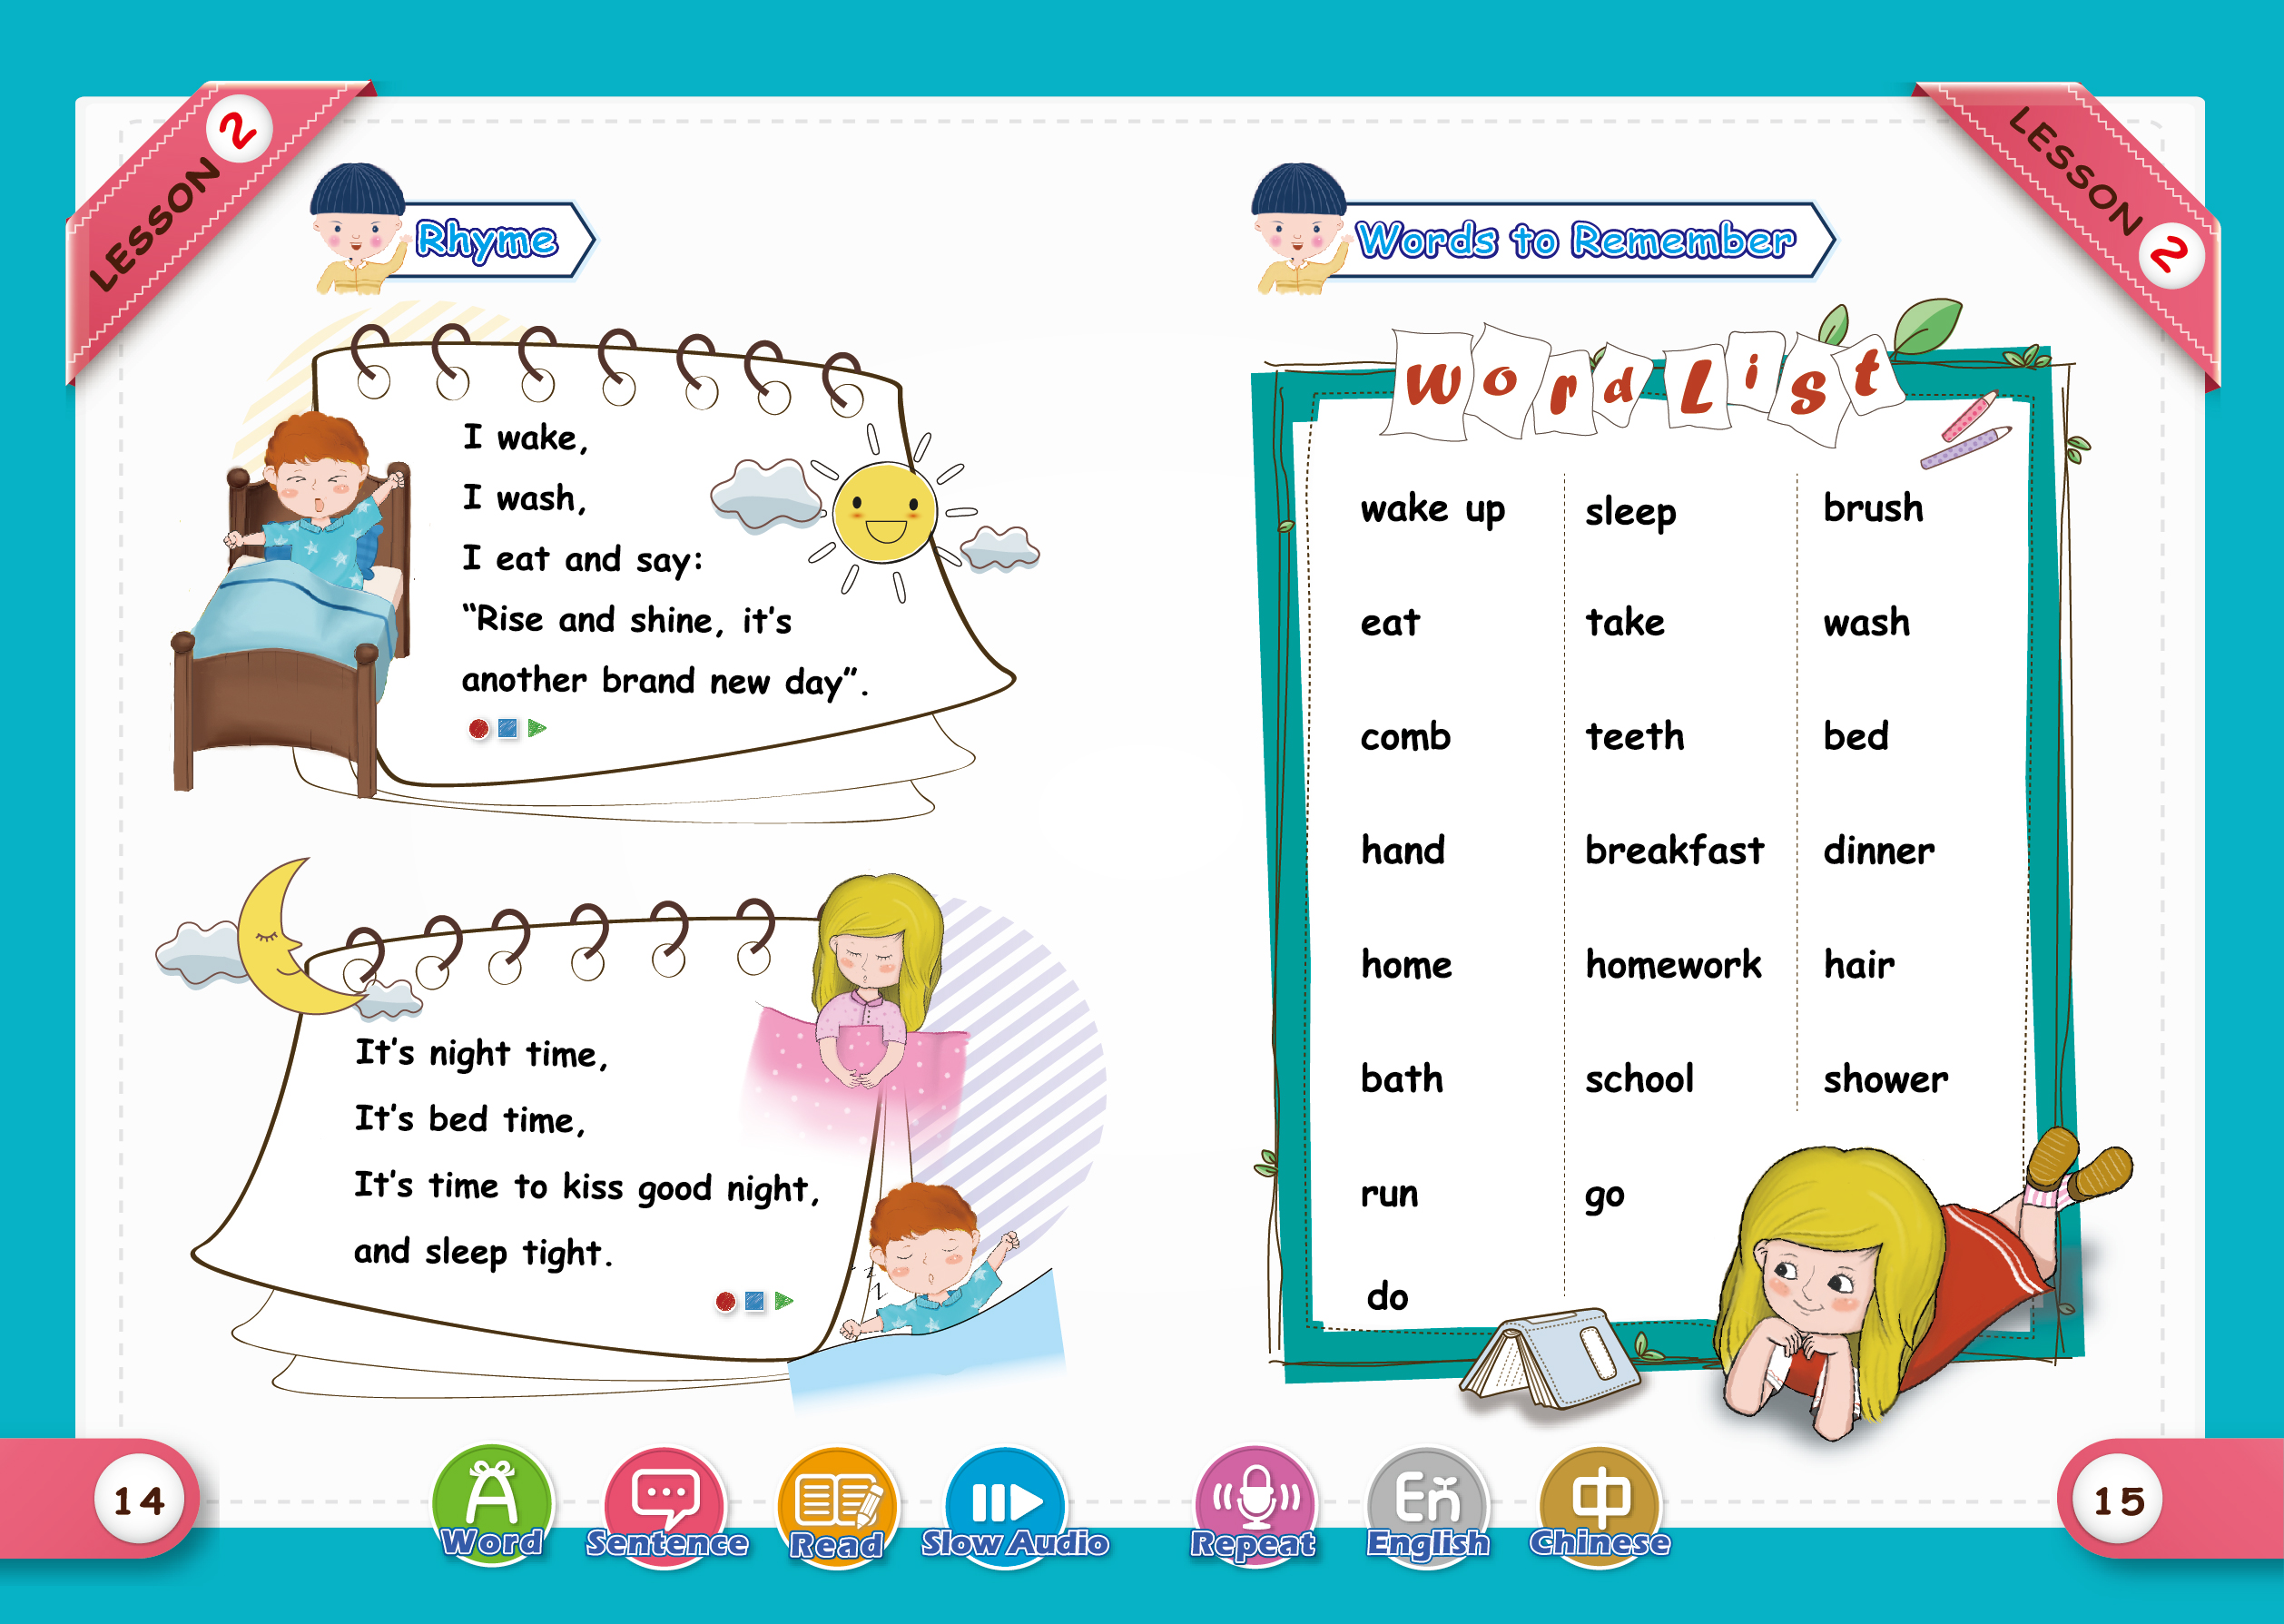 LESSON 2
Rhyme
I wake,
I wash,
I eat and say:
“Rise and shine, it's
another brand new day”.
It's night time,
It's bed time,
It's time to kiss good night,
and sleep tight.
z
z
14
LESSON 2
Words to Remember
Word List
wake up sleep brush
eat take wash
comb teeth bed
hand breakfast dinner
home homework hair
bath school shower
run go
do
A
Word
Sentence
Read
Slow Audio
Repeat
En
English
中
Chinese
15